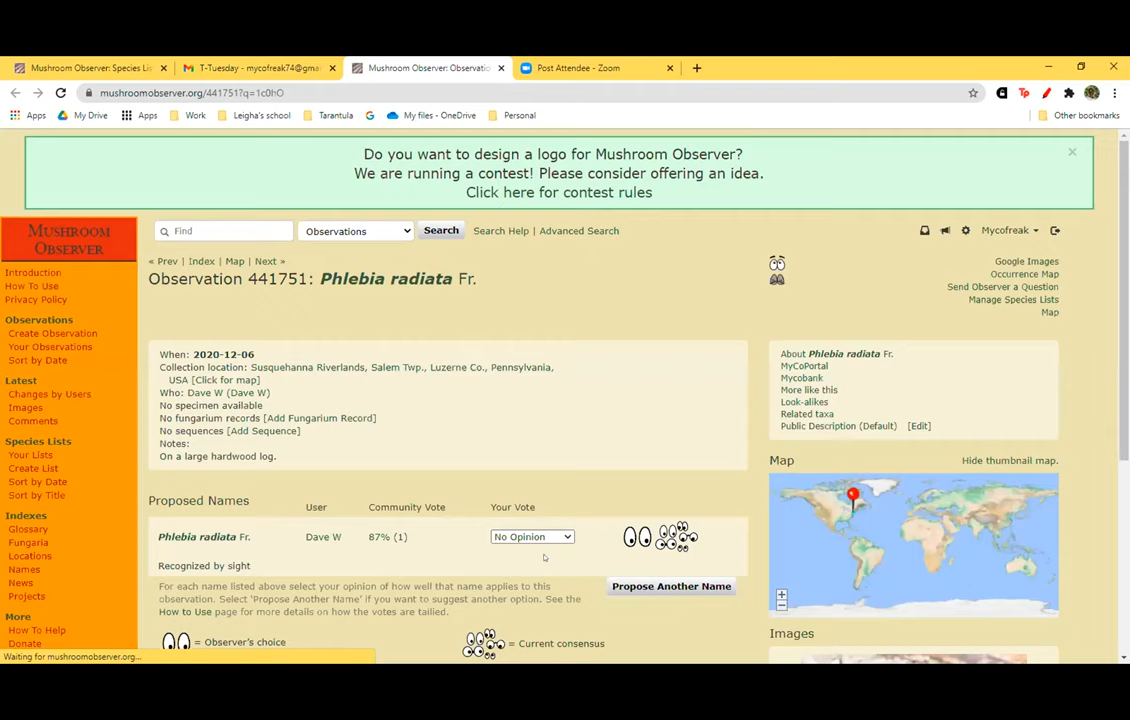 Mushroom Observer: Species Lis
T-Tuesday - mycofreak74@gmai
Mushroom Observer: Observatio
Post Attendee - Zoom
mushroomobserver.org/441751?q=1c0hO
Apps
My Drive
Apps
Work
Leigha's school
Tarantula
My files - OneDrive
Personal
Other bookmarks
Do you want to design a logo for Mushroom Observer?
We are running a contest! Please consider offering an idea.
Click here for contest rules
MUSHROOM
OBSERVER
Find
Observations
Search
Search Help | Advanced Search
Mycofreak
« Prev | Index | Map | Next »
Observation 441751: Phlebia radiata Fr.
Google Images
Occurrence Map
Send Observer a Question
Manage Species Lists
Map
Introduction
How To Use
Privacy Policy
Observations
Create Observation
Your Observations
Sort by Date
Latest
Changes by Users
Images
Comments
Species Lists
Your Lists
Create List
Sort by Date
Sort by Title
Indexes
Glossary
Fungaria
Locations
Names
News
Projects
More
How To Help
Donate
Waiting for mushroomobserver.org...
When: 2020-12-06
Collection location: Susquehanna Riverlands, Salem Twp., Luzerne Co., Pennsylvania,
USA [Click for map]
Who: Dave W (Dave W)
No specimen available
No fungarium records [Add Fungarium Record]
No sequences [Add Sequence]
Notes:
On a large hardwood log.
About Phlebia radiata Fr.
MyCoPortal
Mycobank
More like this
Look-alikes
Related taxa
Public Description (Default) [Edit]
Map
Hide thumbnail map.
Proposed Names
User
Community Vote
Your Vote
Phlebia radiata Fr.
Dave W
87% (1)
No Opinion
Recognized by sight
For each name listed above select your opinion of how well that name applies to this
observation. Select 'Propose Another Name' if you want to suggest another option. See the
How to Use page for more details on how the votes are tailed.
Propose Another Name
= Observer's choice
= Current consensus
Images